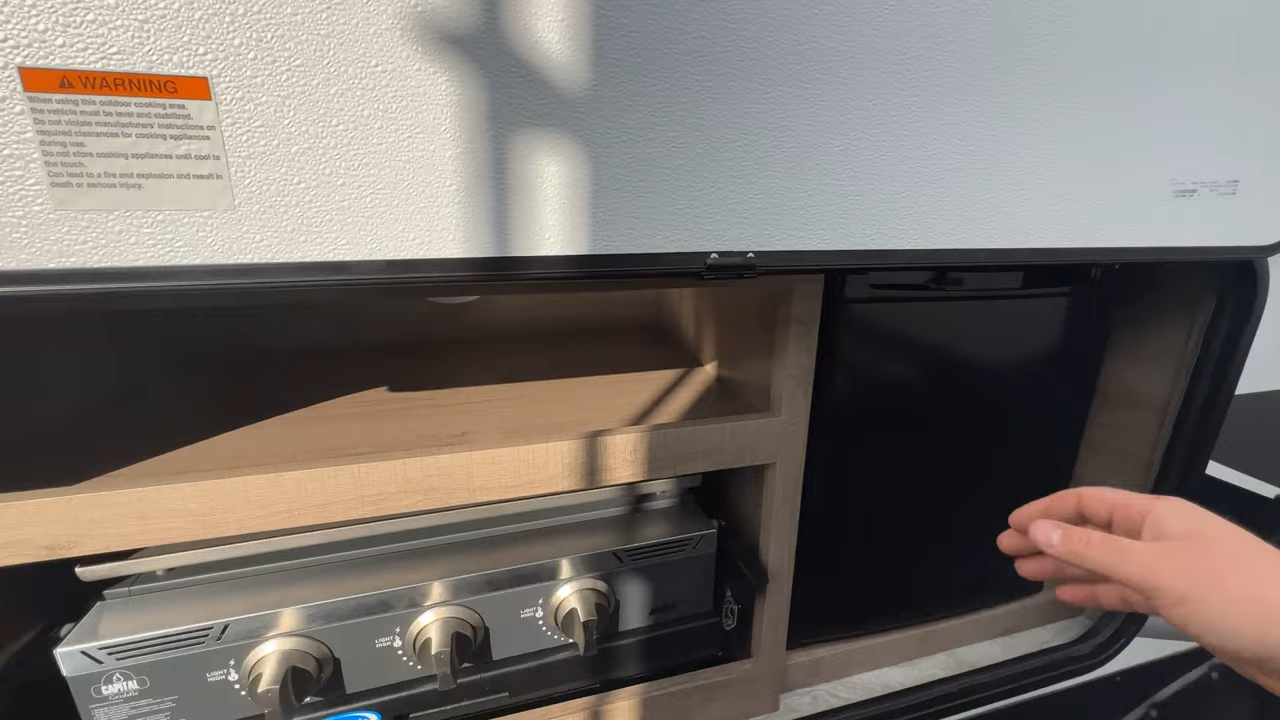 WARNING
When using this outdoor cooking area,
the vehicle must be level and stabilized.
Do not violate manufacturers' instructions on
required clearances for cooking appliances
during use.
Do not store cooking appliances until cool to
the touch.
Can lead to a fire and explosion and result in
death or serious injury.
LIGHT
HIGH
LIGHT
HIGH
LIGHT
HIGH
CAPITAL
Griddle